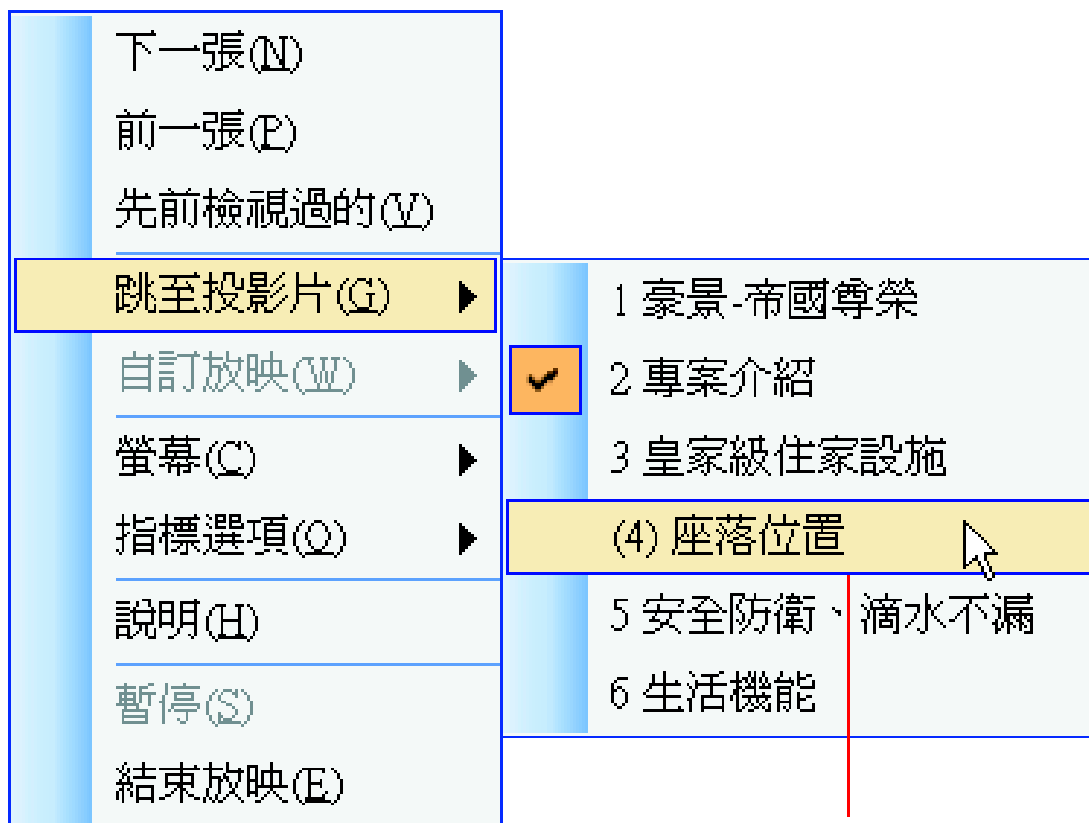 下一張(N)
前一張(P)
先前檢視過的(V)
跳至投影片(G)
自訂放映(W)
螢幕(C)
指標選項(O)
說明(H)
暫停(S)
結束放映(E)
1 豪景-帝國尊榮
2 專案介紹
3 皇家級住家設施
(4) 座落位置
5 安全防衛、滴水不漏
6 生活機能